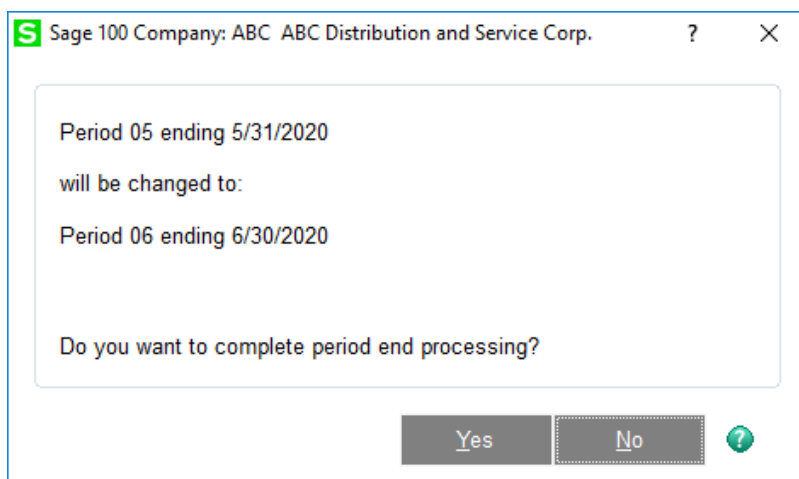 S Sage 100 Company: ABC  ABC Distribution and Service Corp. ?
Period 05 ending 5/31/2020
will be changed to:
Period 06 ending 6/30/2020
Do you want to complete period end processing?
Yes No ?